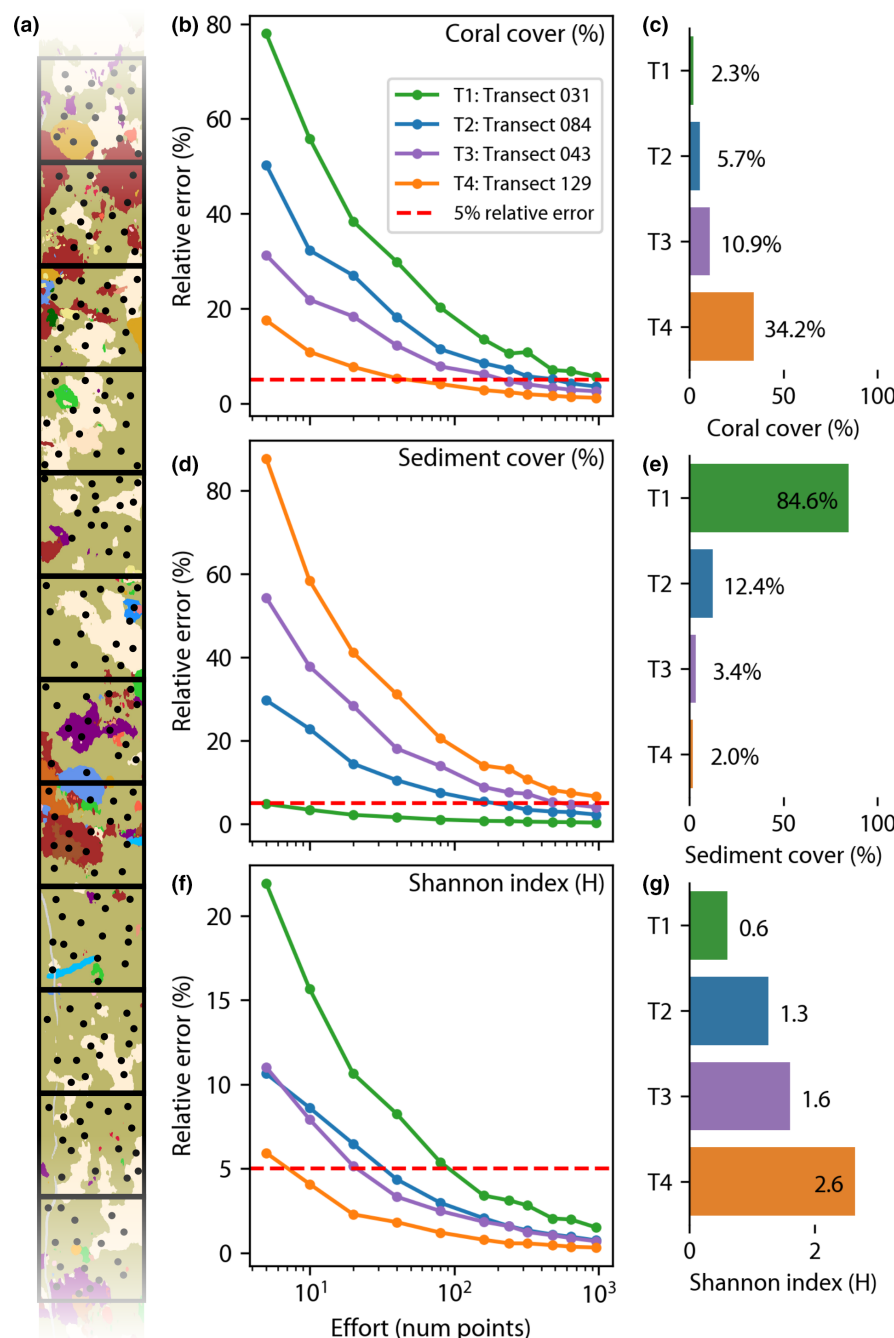 (a)
(b)
Coral cover (%)
80
60
40
20
0
Relative error (%)
T1: Transect 031
T2: Transect 084
T3: Transect 043
T4: Transect 129
5% relative error
(c)
T1
2.3%
T2
5.7%
T3
10.9%
T4
34.2%
0 50 100
Coral cover (%)
(d)
Sediment cover (%)
80
60
40
20
0
Relative error (%)
(e)
T1
84.6%
T2
12.4%
T3
3.4%
T4
2.0%
0 50 100
Sediment cover (%)
(f)
Shannon index (H)
20
15
10
5
0
Relative error (%)
10¹ 10² 10³
Effort (num points)
(g)
T1
0.6
T2
1.3
T3
1.6
T4
2.6
0 2
Shannon index (H)